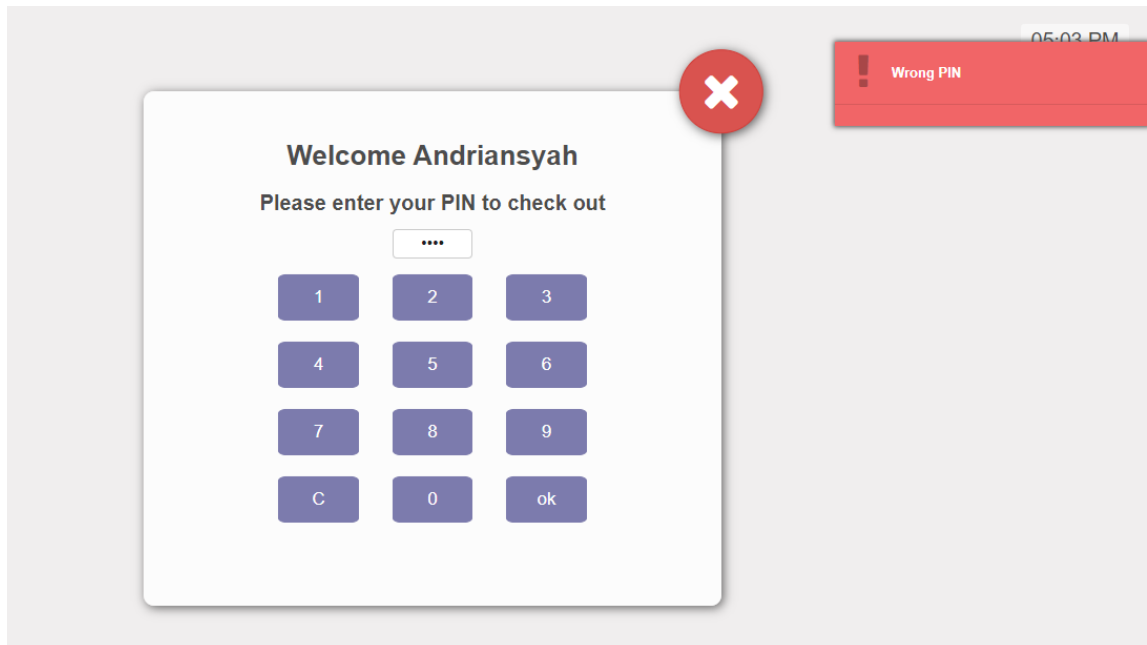 05:03 PM
Wrong PIN
Welcome Andriansyah
Please enter your PIN to check out
••••
1 2 3
4 5 6
7 8 9
C 0 ok